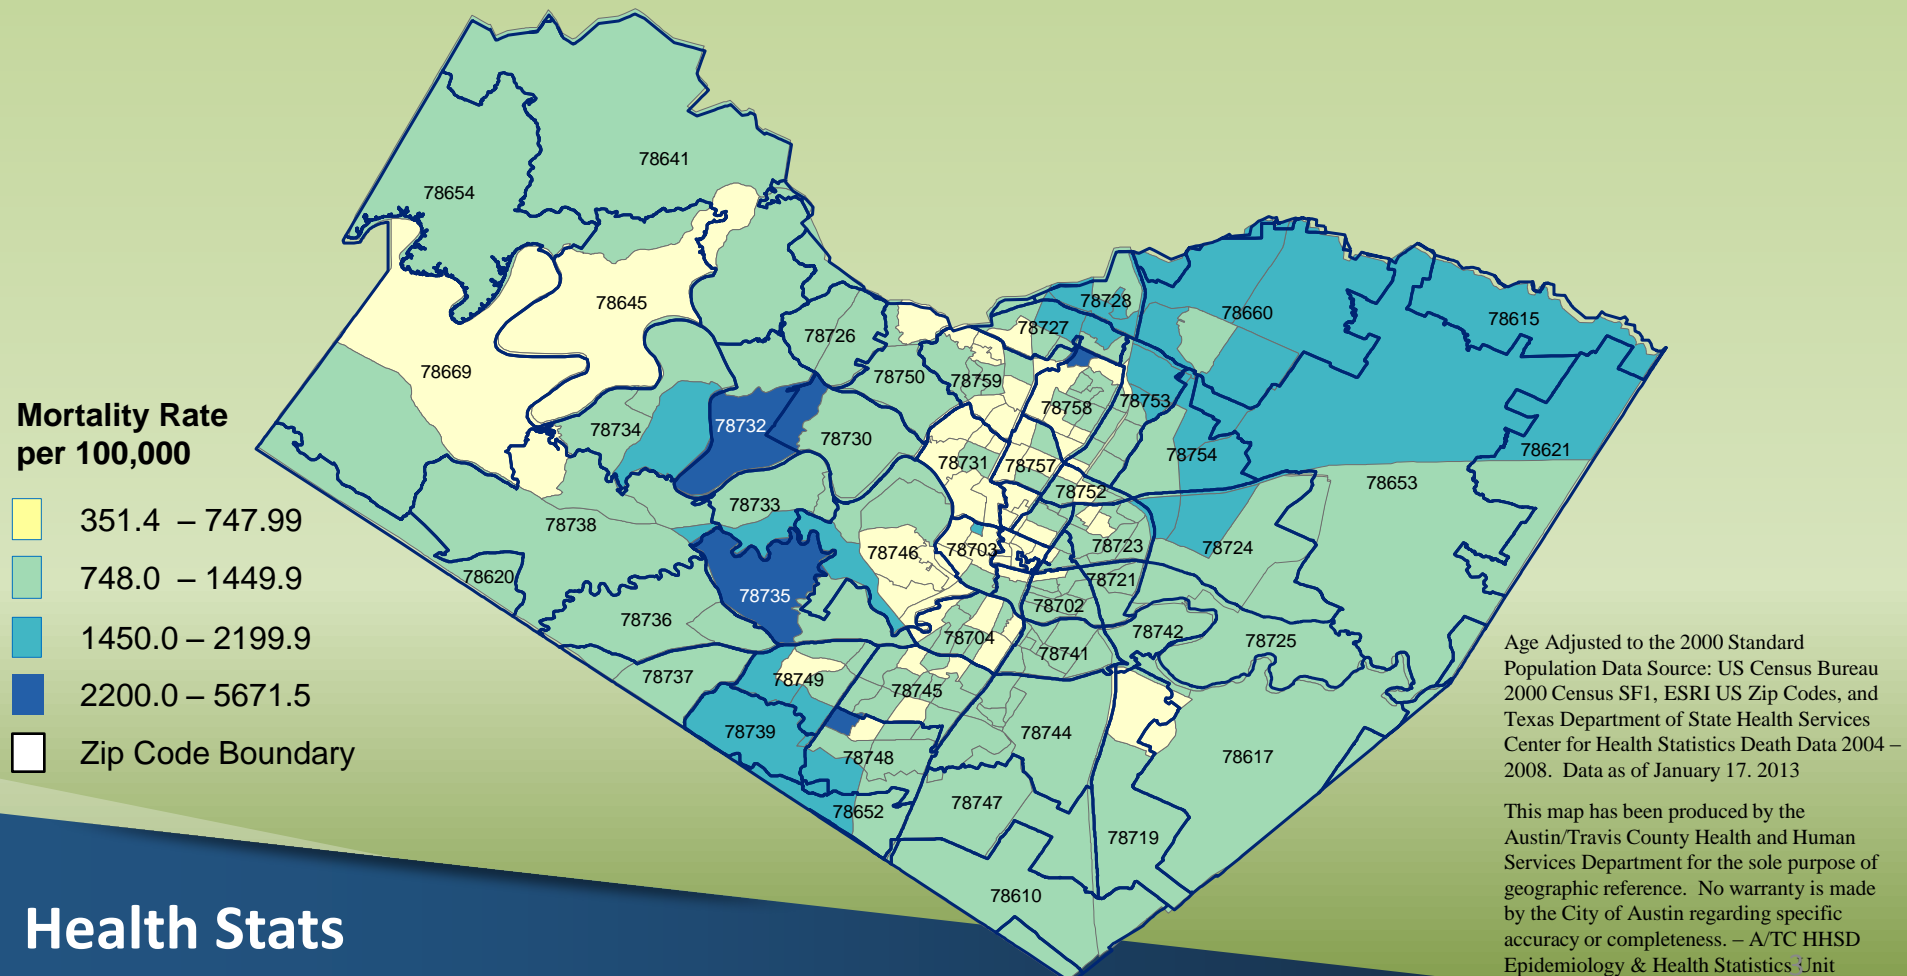 78641
78654
78645
78669
78726
78750
78759
78728
78727
78660
78615
78734
78732
78730
78758
78753
78754
78621
78731
78757
78752
78653
78733
78738
78746
78703
78723
78724
78620
78735
78721
78702
78736
78704
78742
78725
78741
78737
78749
78745
78739
78748
78744
78617
78652
78747
78719
78610
Mortality Rate
per 100,000
351.4 – 747.99
748.0 – 1449.9
1450.0 – 2199.9
2200.0 – 5671.5
Zip Code Boundary
Age Adjusted to the 2000 Standard
Population Data Source: US Census Bureau
2000 Census SF1, ESRI US Zip Codes, and
Texas Department of State Health Services
Center for Health Statistics Death Data 2004 –
2008. Data as of January 17. 2013
This map has been produced by the
Austin/Travis County Health and Human
Services Department for the sole purpose of
geographic reference. No warranty is made
by the City of Austin regarding specific
accuracy or completeness. – A/TC HHSD
Epidemiology & Health Statistics Unit
Health Stats